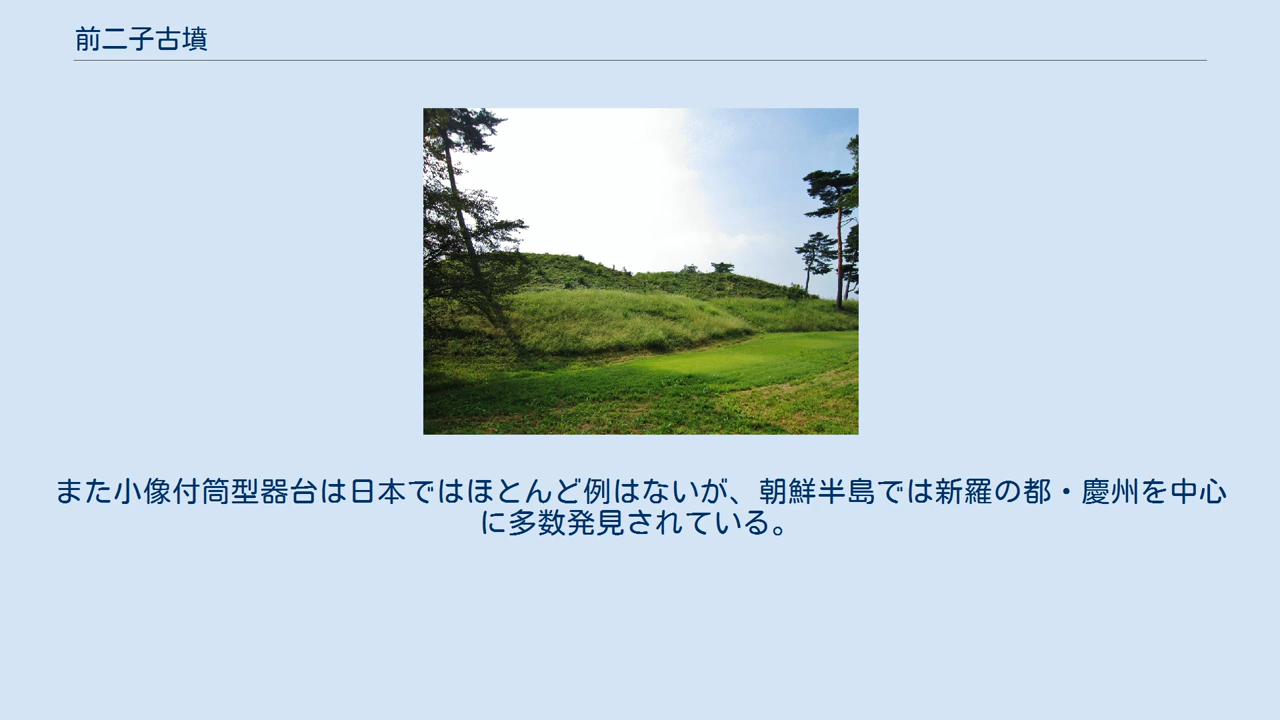 前二子古墳
また小像付筒型器台は日本ではほとんど例はないが、朝鮮半島では新羅の都・慶州を中心
に多数発見されている。